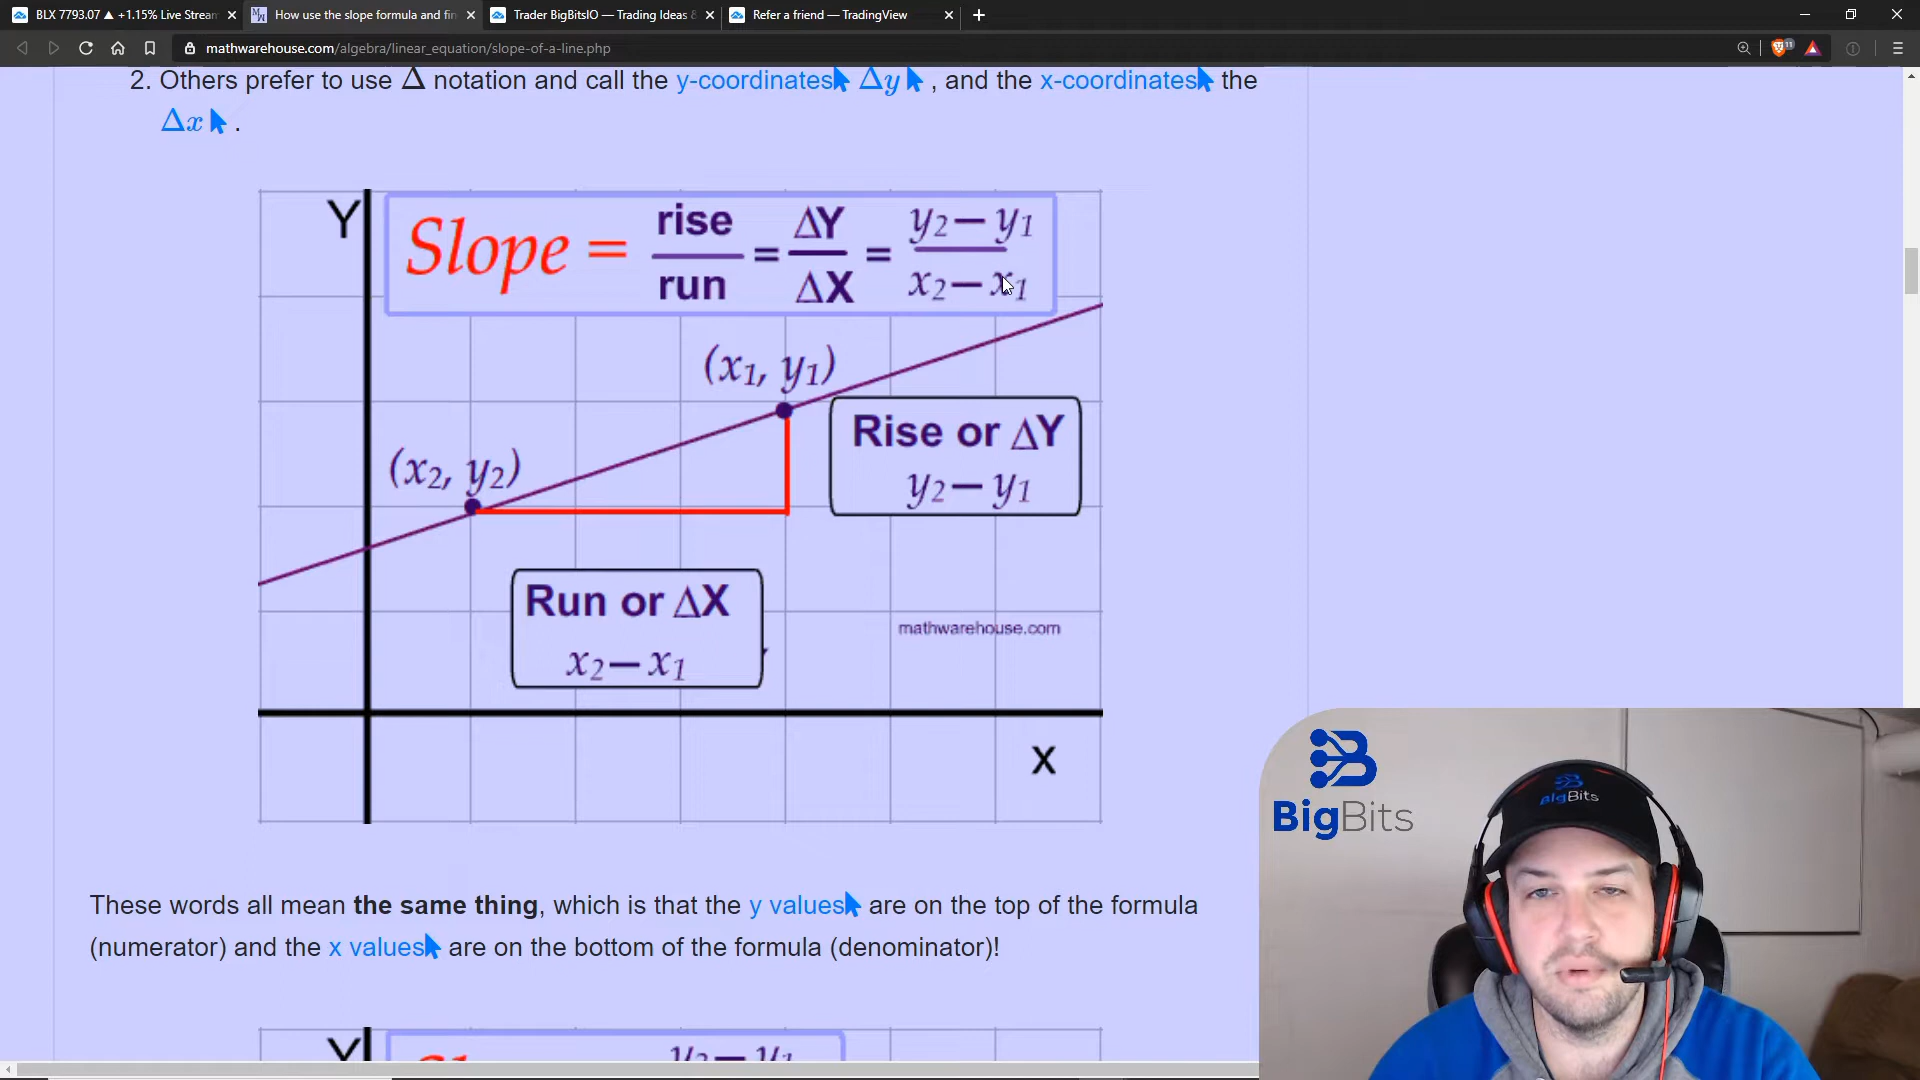 BLX 7793.07 ▲ +1.15% Live Stream
How use the slope formula and fin
Trader BigBitsIO — Trading Ideas &
Refer a friend — TradingView
mathwarehouse.com/algebra/linear_equation/slope-of-a-line.php
11
2. Others prefer to use Δ notation and call the y-coordinates Δy , and the x-coordinates the
Δx .
Y
Slope = rise/run = ΔY/ΔX = y2 − y1/x2 − x1
(x1, y1)
Rise or ΔY
(x2, y2)
y2 − y1
Run or ΔX
mathwarehouse.com
x2 − x1
X
BigBits
BigBits
These words all mean the same thing, which is that the y values are on the top of the formula
(numerator) and the x values are on the bottom of the formula (denominator)!
Y
y2 − y1